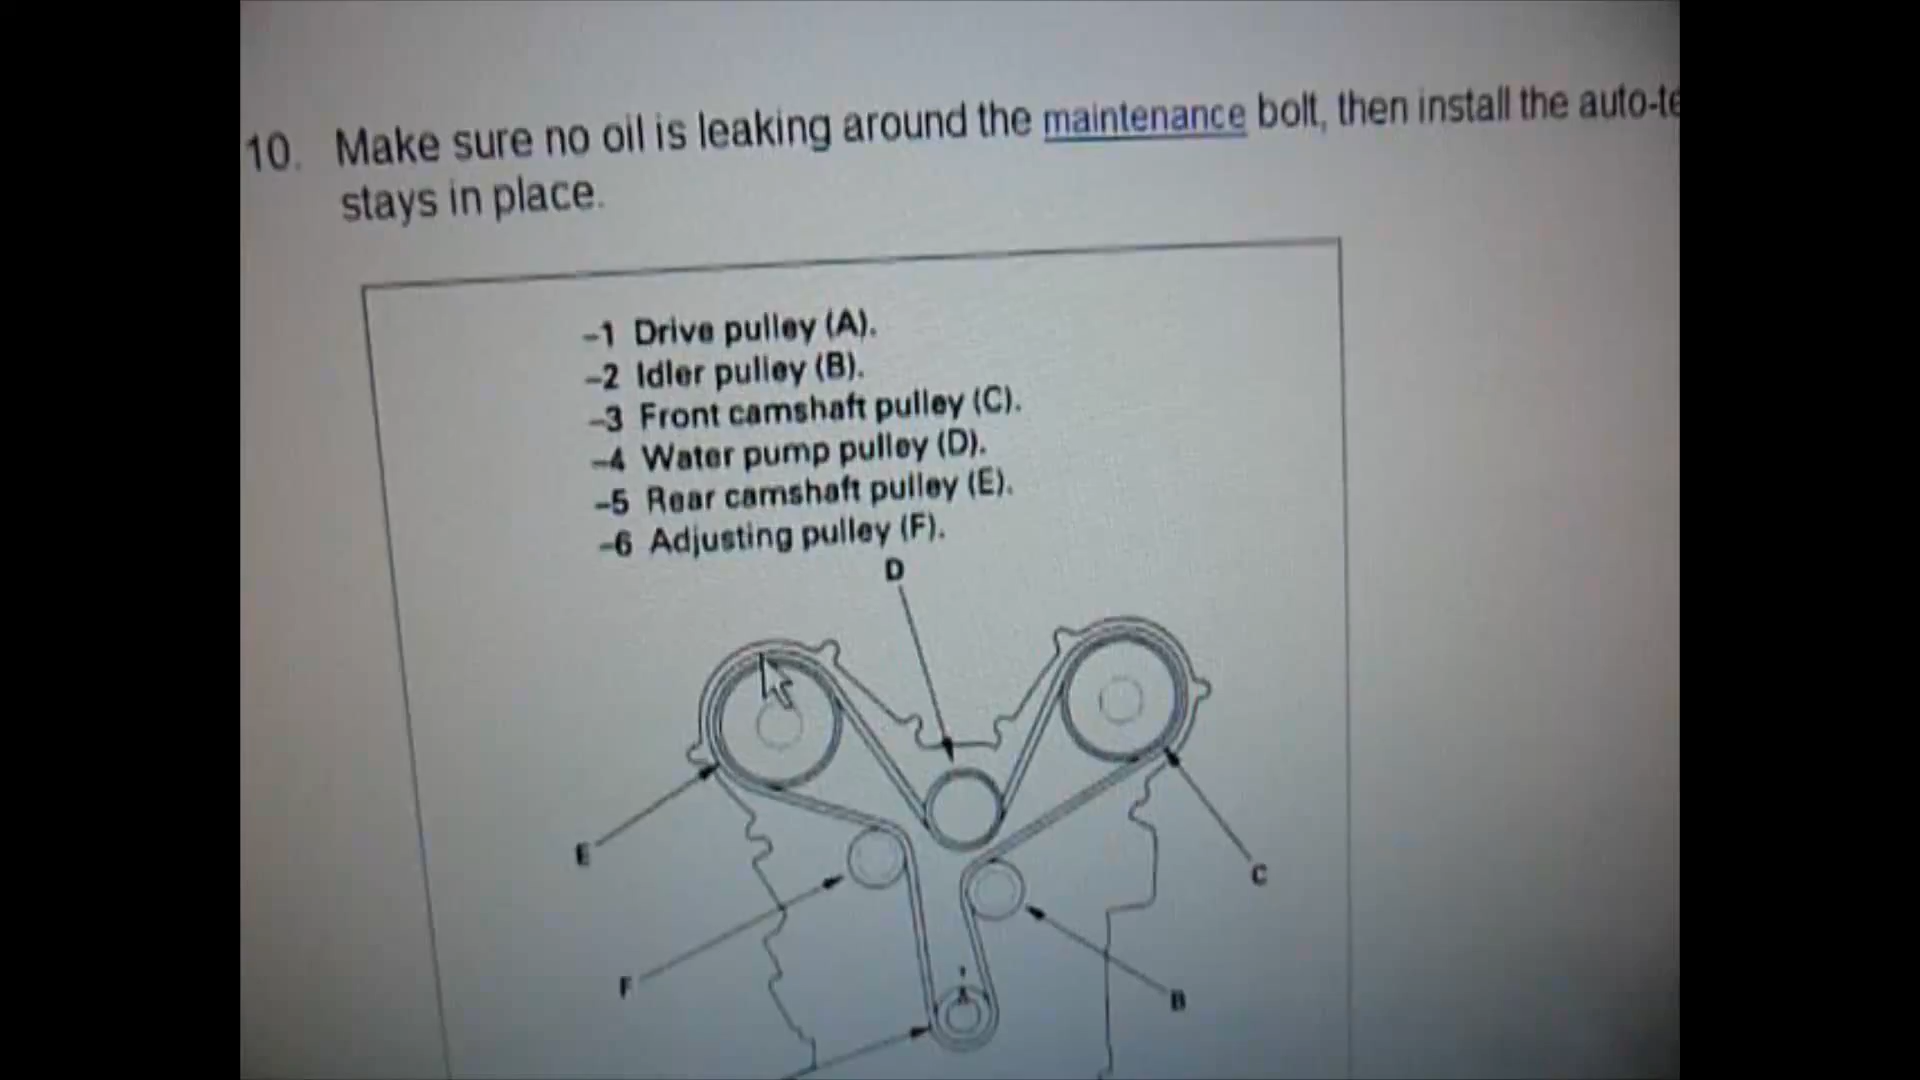 10. Make sure no oil is leaking around the maintenance bolt, then install the auto-te
stays in place.
-1 Drive pulley (A).
-2 Idler pulley (B).
-3 Front camshaft pulley (C).
-4 Water pump pulley (D).
-5 Rear camshaft pulley (E).
-6 Adjusting pulley (F).
D
E
C
F
B